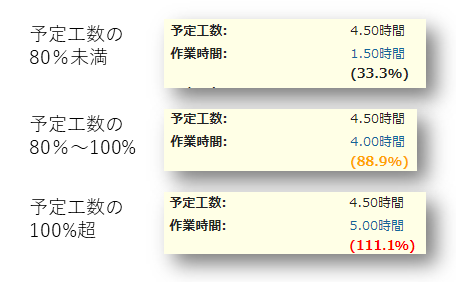 予定工数の
80％未満
予定工数: 4.50時間
作業時間: 1.50時間
(33.3%)
予定工数の
80％～100%
予定工数: 4.50時間
作業時間: 4.00時間
(88.9%)
予定工数の
100%超
予定工数: 4.50時間
作業時間: 5.00時間
(111.1%)